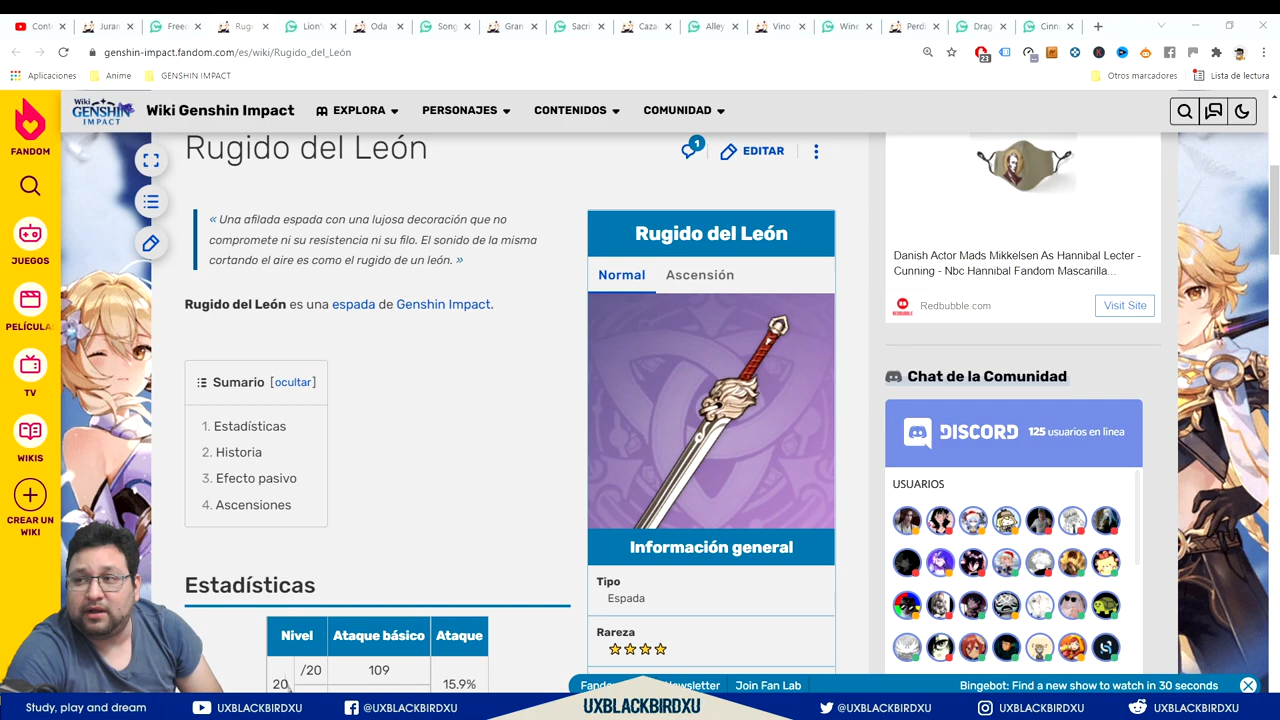 Cont
Juran
Freed
Rugi
Lion'
Oda
Song
Gran
Sacri
Caza
Alley
Vino
Wine
Perdi
Drag
Cinn
genshin-impact.fandom.com/es/wiki/Rugido_del_León
23
Aplicaciones
Anime
GENSHIN IMPACT
Otros marcadores
Lista de lectura
FANDOM
JUEGOS
PELÍCULA
TV
WIKIS
CREAR UN
WIKI
GENSHIN
IMPACT
Wiki Genshin Impact
EXPLORA
PERSONAJES
CONTENIDOS
COMUNIDAD
Rugido del León
1
EDITAR
« Una afilada espada con una lujosa decoración que no
compromete ni su resistencia ni su filo. El sonido de la misma
cortando el aire es como el rugido de un león. »
Rugido del León es una espada de Genshin Impact.
Sumario [ocultar]
1. Estadísticas
2. Historia
3. Efecto pasivo
4. Ascensiones
Estadísticas
Nivel Ataque básico Ataque
20 /20 109 15.9%
Rugido del León
Normal Ascensión
Información general
Tipo
Espada
Rareza
Danish Actor Mads Mikkelsen As Hannibal Lecter -
Cunning - Nbc Hannibal Fandom Mascarilla...
Redbubble.com
Visit Site
Chat de la Comunidad
DISCORD 125 usuarios en línea
USUARIOS
Newsletter
Join Fan Lab
Bingebot: Find a new show to watch in 30 seconds
Study, play and dream
UXBLACKBIRDXU
@UXBLACKBIRDXU
UXBLACKBIRDXU
@UXBLACKBIRDXU
UXBLACKBIRDXU
UXBLACKBIRDXU